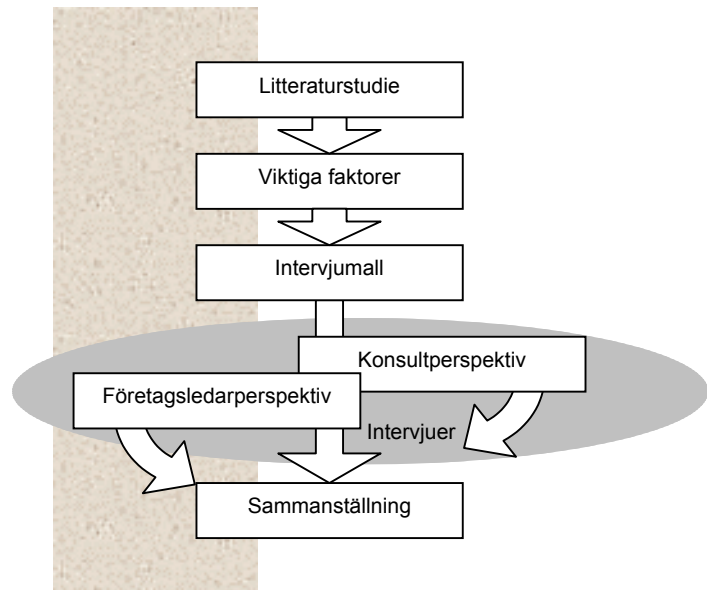 Litteraturstudie
Viktiga faktorer
Intervjumall
Konsultperspektiv
Företagsledarperspektiv
Intervjuer
Sammanställning